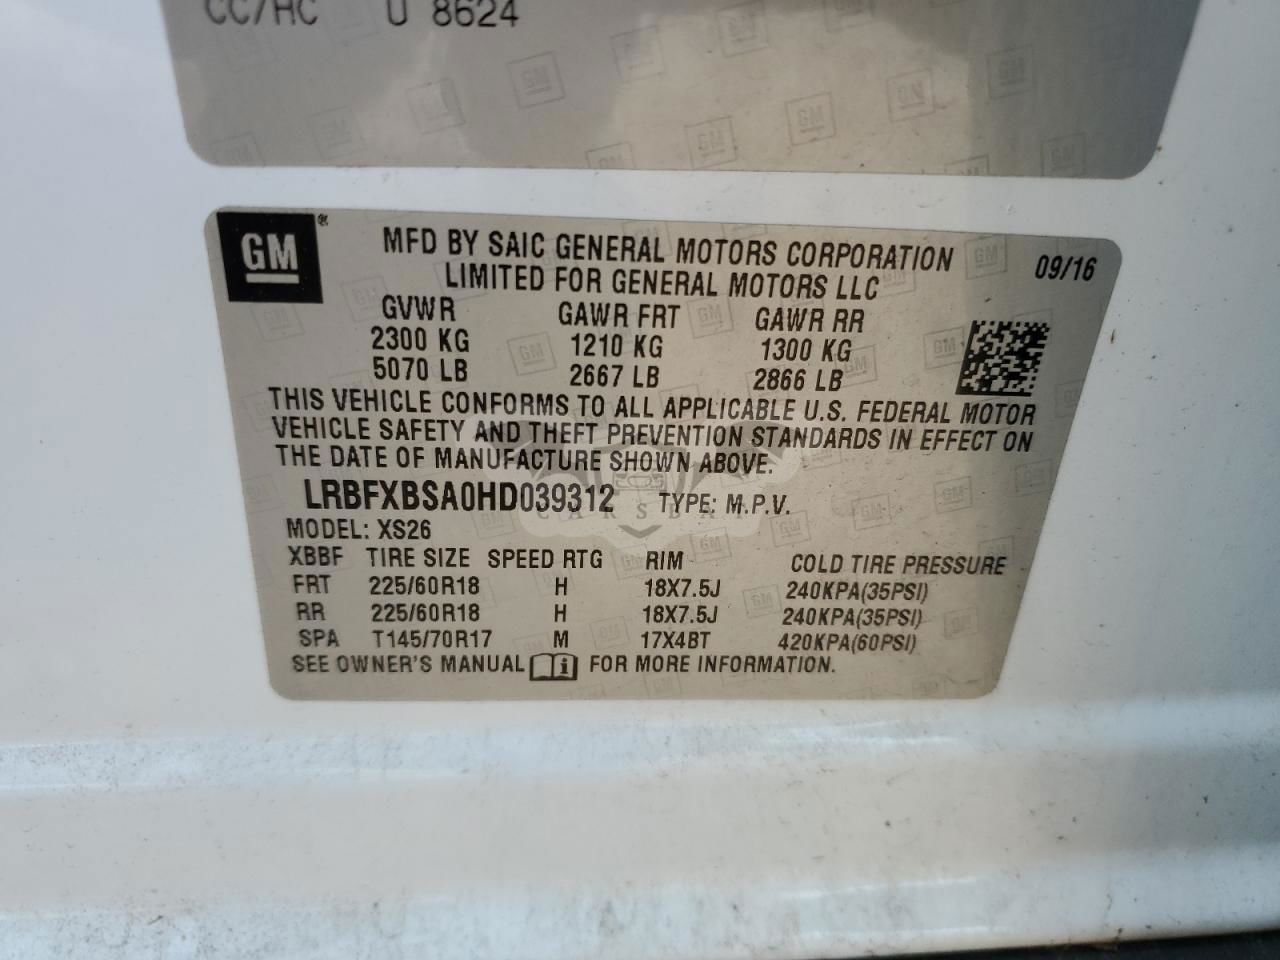 CC/HC U 8624
GM ®
MFD BY SAIC GENERAL MOTORS CORPORATION
LIMITED FOR GENERAL MOTORS LLC
09/16
GVWR GAWR FRT GAWR RR
2300 KG 1210 KG 1300 KG
5070 LB 2667 LB 2866 LB
THIS VEHICLE CONFORMS TO ALL APPLICABLE U.S. FEDERAL MOTOR
VEHICLE SAFETY AND THEFT PREVENTION STANDARDS IN EFFECT ON
THE DATE OF MANUFACTURE SHOWN ABOVE.
LRBFXBSA0HD039312 TYPE: M.P.V.
MODEL: XS26
XBBF TIRE SIZE SPEED RTG RIM COLD TIRE PRESSURE
FRT 225/60R18 H 18X7.5J 240KPA(35PSI)
RR 225/60R18 H 18X7.5J 240KPA(35PSI)
SPA T145/70R17 M 17X4BT 420KPA(60PSI)
SEE OWNER'S MANUAL FOR MORE INFORMATION.